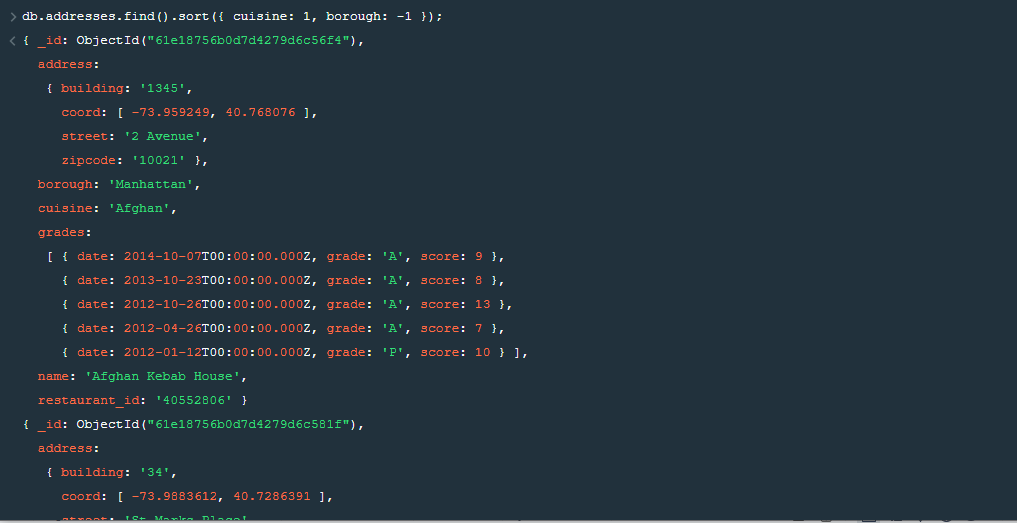 > db.addresses.find().sort({ cuisine: 1, borough: -1 });
< { _id: ObjectId("61e18756b0d7d4279d6c56f4"),
address:
{ building: '1345',
coord: [ -73.959249, 40.768076 ],
street: '2 Avenue',
zipcode: '10021' },
borough: 'Manhattan',
cuisine: 'Afghan',
grades:
[ { date: 2014-10-07T00:00:00.000Z, grade: 'A', score: 9 },
{ date: 2013-10-23T00:00:00.000Z, grade: 'A', score: 8 },
{ date: 2012-10-26T00:00:00.000Z, grade: 'A', score: 13 },
{ date: 2012-04-26T00:00:00.000Z, grade: 'A', score: 7 },
{ date: 2012-01-12T00:00:00.000Z, grade: 'P', score: 10 } ],
name: 'Afghan Kebab House',
restaurant_id: '40552806' }
{ _id: ObjectId("61e18756b0d7d4279d6c581f"),
address:
{ building: '34',
coord: [ -73.9883612, 40.7286391 ],
street: 'St Marks Place'